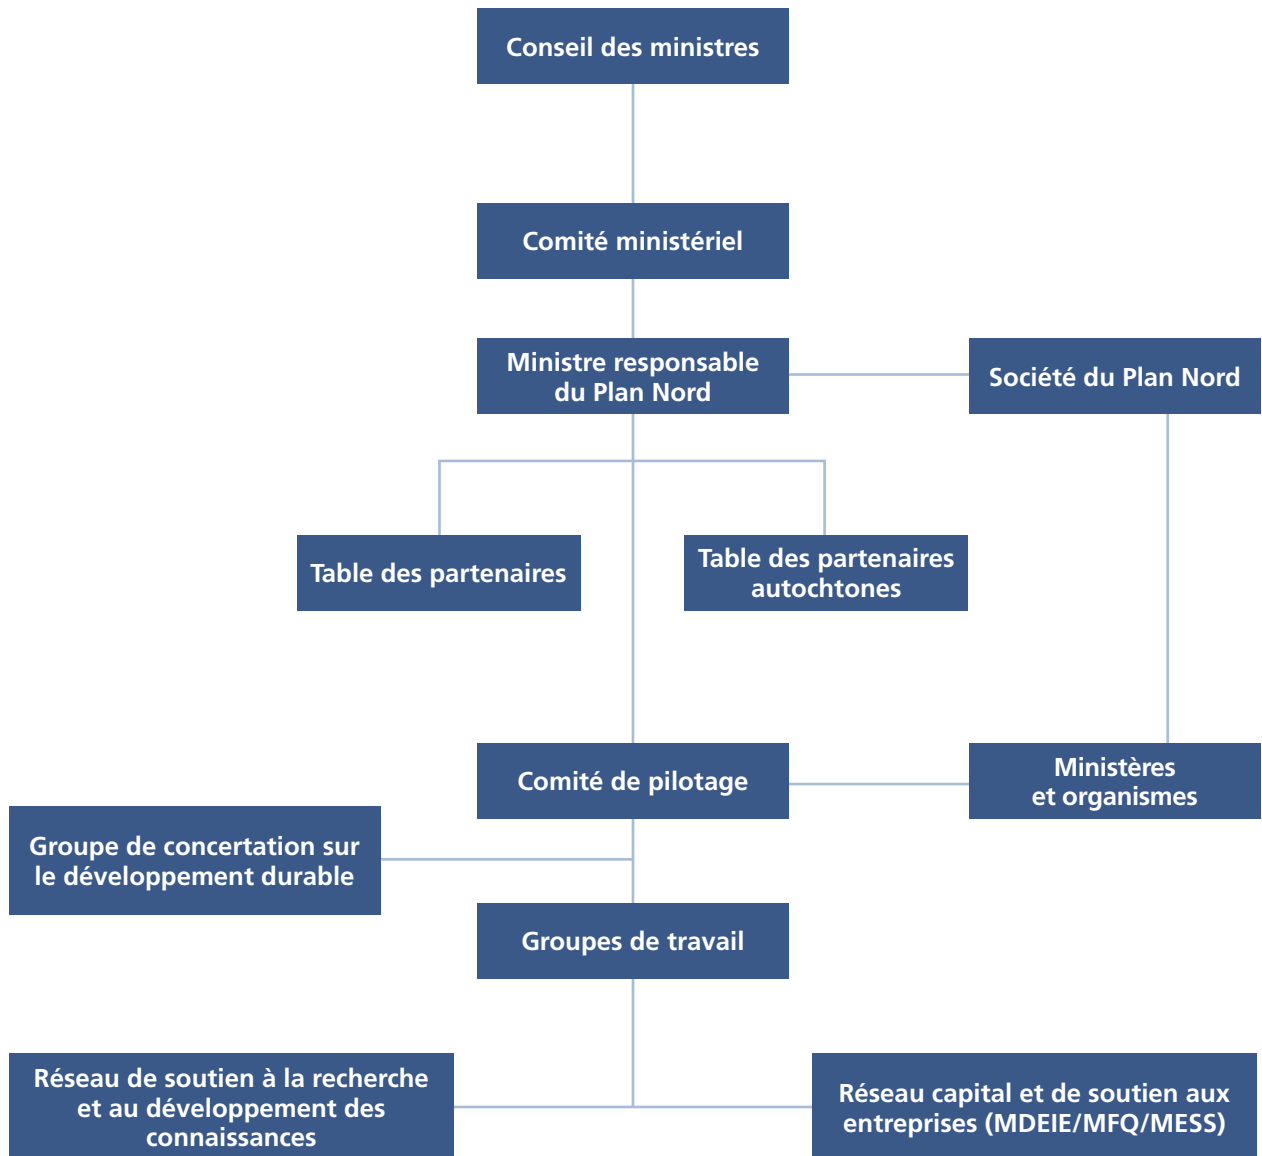 Conseil des ministres
Comité ministériel
Ministre responsable
du Plan Nord
Société du Plan Nord
Table des partenaires
Table des partenaires
autochtones
Comité de pilotage
Ministères
et organismes
Groupe de concertation sur
le développement durable
Groupes de travail
Réseau de soutien à la recherche
et au développement des
connaissances
Réseau capital et de soutien aux
entreprises (MDEIE/MFQ/MESS)